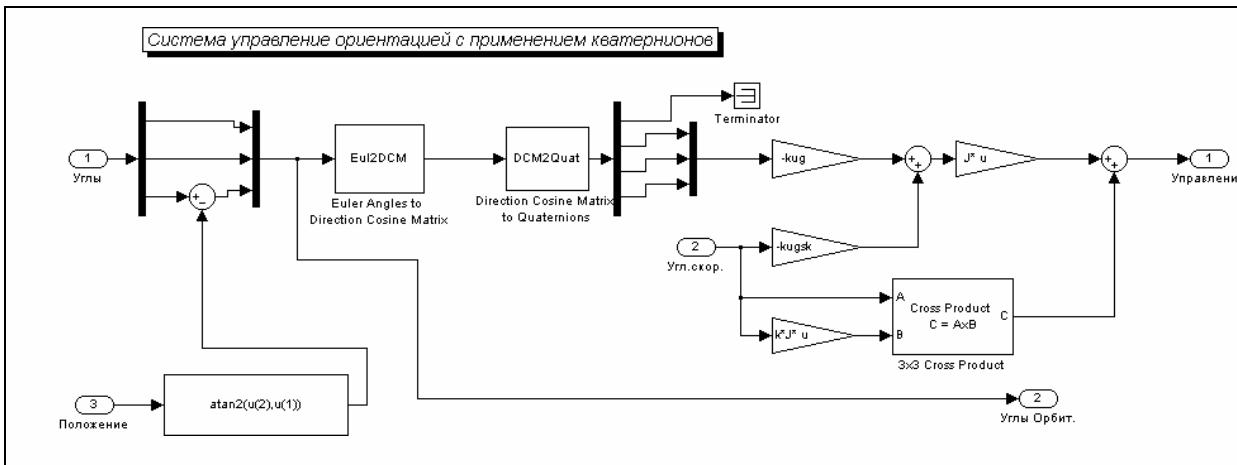 Система управление ориентацией с применением кватернионов
Terminator
1
Углы
+
_
Eul2DCM
Euler Angles to
Direction Cosine Matrix
DCM2Quat
Direction Cosine Matrix
to Quaternions
-kug
+
+
J* u
+
+
1
Управлени
2
Угл.скор.
-kugsk
k*J* u
A
B
Cross Product
C = AxB
C
3x3 Cross Product
3
Положение
atan2(u(2),u(1))
2
Углы Орбит.